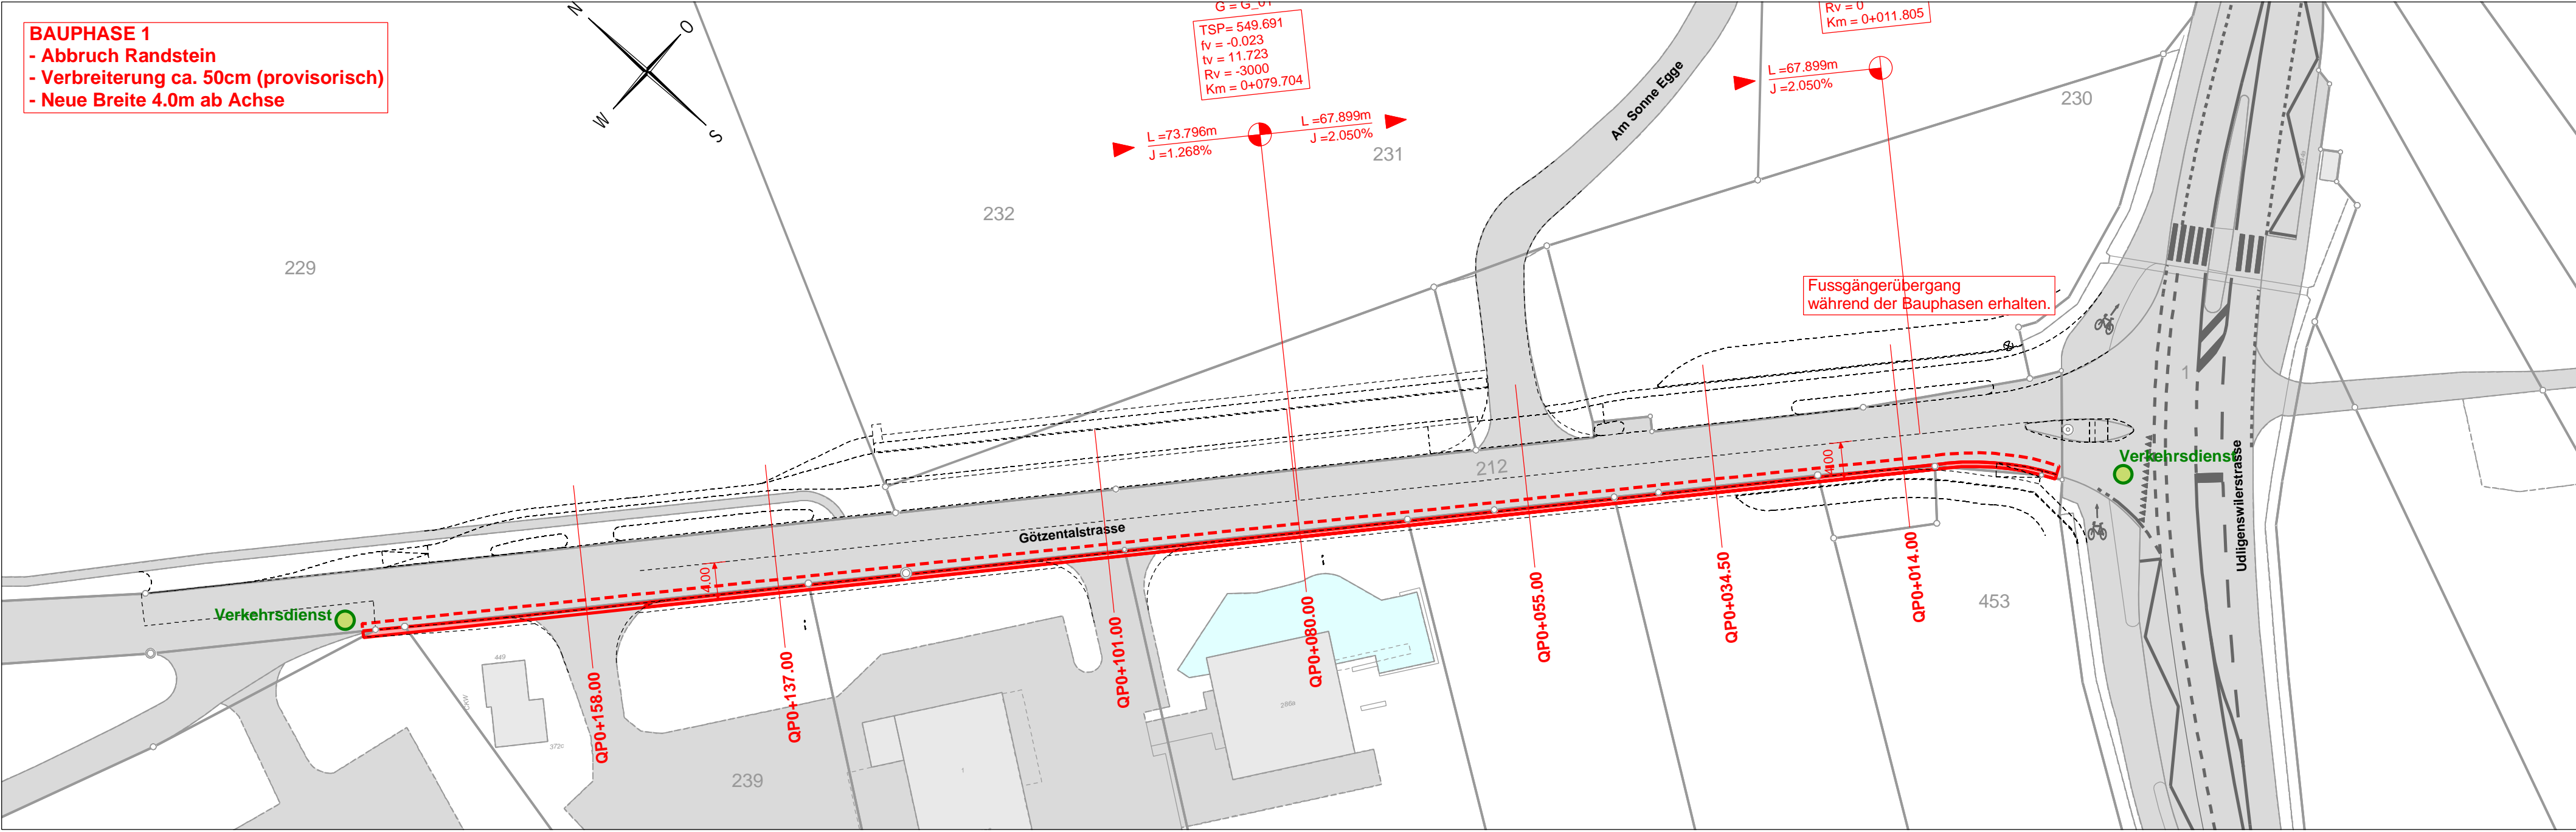 BAUPHASE 1
- Abbruch Randstein
- Verbreiterung ca. 50cm (provisorisch)
- Neue Breite 4.0m ab Achse
N
O
W
S
G = G_01
TSP= 549.691
fv = -0.023
tv = 11.723
Rv = -3000
Km = 0+079.704
L =73.796m
J =1.268%
L =67.899m
J =2.050%
Rv = 0
Km = 0+011.805
L =67.899m
J =2.050%
Am Sonne Egge
229
232
231
230
Fussgängerübergang
während der Bauphasen erhalten.
1
212
4.00
4.00
Götzentalstrasse
Verkehrsdienst
Verkehrsdienst
Udligenswilerstrasse
QP0+158.00
QP0+137.00
QP0+101.00
QP0+080.00
QP0+055.00
QP0+034.50
QP0+014.00
453
239
449
372c
286a